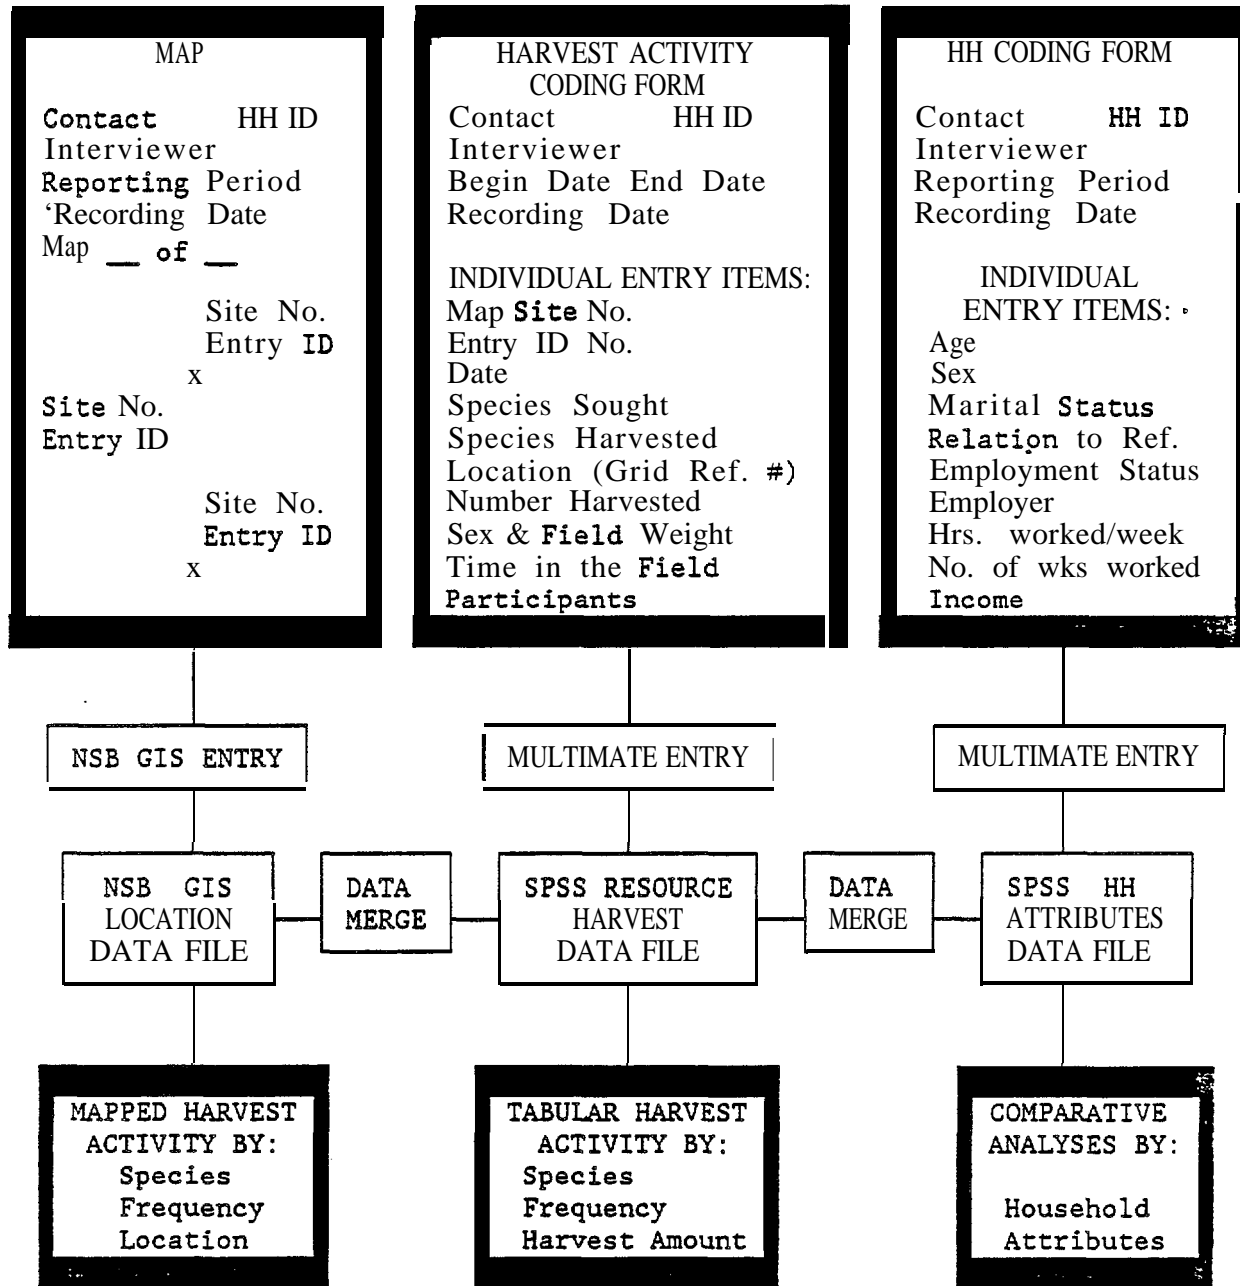 MAP
Contact HH ID
Interviewer
Reporting Period
‘Recording Date
Map __ of __
Site No.
Entry ID
x
Site No.
Entry ID
Site No.
Entry ID
x
HARVEST ACTIVITY
CODING FORM
Contact HH ID
Interviewer
Begin Date End Date
Recording Date
INDIVIDUAL ENTRY ITEMS:
Map Site No.
Entry ID No.
Date
Species Sought
Species Harvested
Location (Grid Ref. #)
Number Harvested
Sex & Field Weight
Time in the Field
Participants
HH CODING FORM
Contact HH ID
Interviewer
Reporting Period
Recording Date
INDIVIDUAL
ENTRY ITEMS:
Age
Sex
Marital Status
Relation to Ref.
Employment Status
Employer
Hrs. worked/week
No. of wks worked
Income
NSB GIS ENTRY
MULTIMATE ENTRY
MULTIMATE ENTRY
NSB GIS
LOCATION
DATA FILE
DATA
MERGE
SPSS RESOURCE
HARVEST
DATA FILE
DATA
MERGE
SPSS HH
ATTRIBUTES
DATA FILE
MAPPED HARVEST
ACTIVITY BY:
Species
Frequency
Location
TABULAR HARVEST
ACTIVITY BY:
Species
Frequency
Harvest Amount
COMPARATIVE
ANALYSES BY:
Household
Attributes